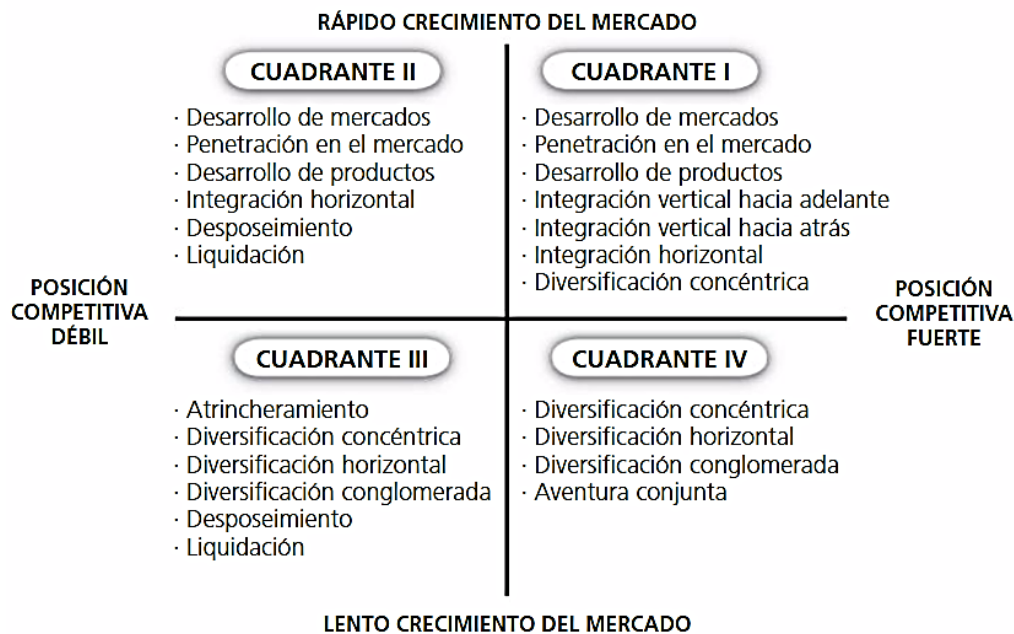 RÁPIDO CRECIMIENTO DEL MERCADO
CUADRANTE II
· Desarrollo de mercados
· Penetración en el mercado
· Desarrollo de productos
· Integración horizontal
· Desposeimiento
· Liquidación
CUADRANTE I
· Desarrollo de mercados
· Penetración en el mercado
· Desarrollo de productos
· Integración vertical hacia adelante
· Integración vertical hacia atrás
· Integración horizontal
· Diversificación concéntrica
POSICIÓN
COMPETITIVA
DÉBIL
POSICIÓN
COMPETITIVA
FUERTE
CUADRANTE III
· Atrincheramiento
· Diversificación concéntrica
· Diversificación horizontal
· Diversificación conglomerada
· Desposeimiento
· Liquidación
CUADRANTE IV
· Diversificación concéntrica
· Diversificación horizontal
· Diversificación conglomerada
· Aventura conjunta
LENTO CRECIMIENTO DEL MERCADO